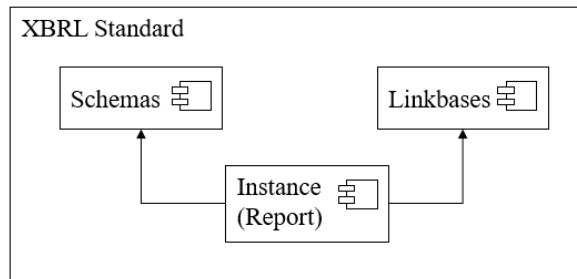 XBRL Standard
Schemas
Linkbases
Instance
(Report)